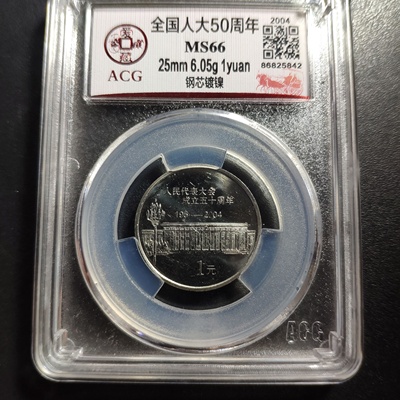 全国人大50周年
2004
MS66
ACG
25mm 6.05g 1yuan
86825842
钢芯镀镍
人民代表大会
成立五十周年
2004
1元